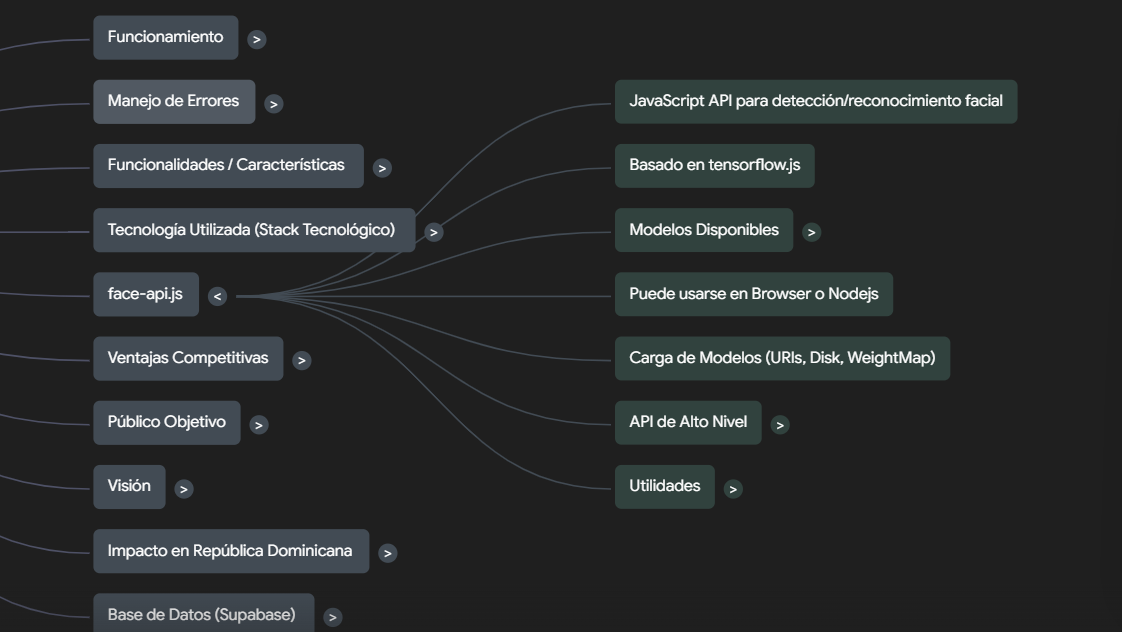 Funcionamiento
>
Manejo de Errores
>
Funcionalidades / Características
>
Tecnología Utilizada (Stack Tecnológico)
>
face-api.js
<
Ventajas Competitivas
>
Público Objetivo
>
Visión
>
Impacto en República Dominicana
>
Base de Datos (Supabase)
>
JavaScript API para detección/reconocimiento facial
Basado en tensorflow.js
Modelos Disponibles
>
Puede usarse en Browser o Nodejs
Carga de Modelos (URIs, Disk, WeightMap)
API de Alto Nivel
>
Utilidades
>